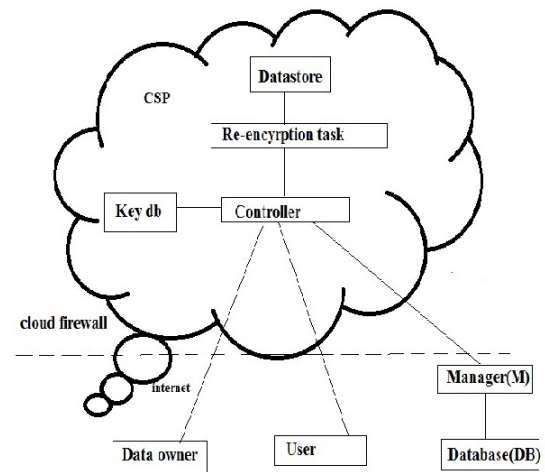 Datastore
CSP
Re-encyrption task
Key db
Controller
cloud firewall
internet
Manager(M)
Data owner
User
Database(DB)